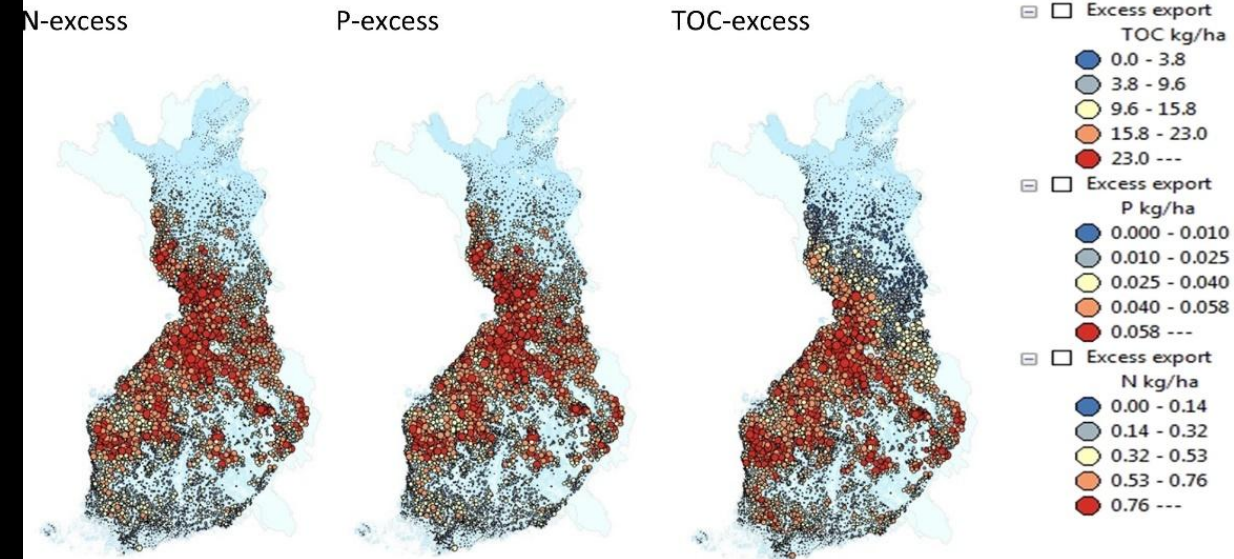 N-excess
P-excess
TOC-excess
Excess export
TOC kg/ha
0.0 - 3.8
3.8 - 9.6
9.6 - 15.8
15.8 - 23.0
23.0 ---
Excess export
P kg/ha
0.000 - 0.010
0.010 - 0.025
0.025 - 0.040
0.040 - 0.058
0.058 ---
Excess export
N kg/ha
0.00 - 0.14
0.14 - 0.32
0.32 - 0.53
0.53 - 0.76
0.76 ---